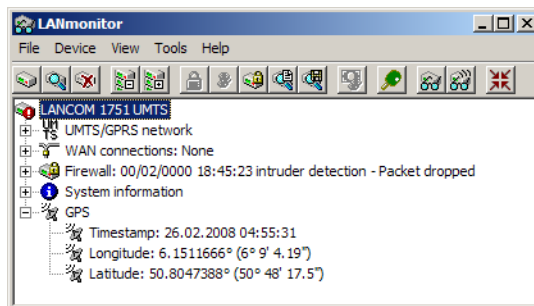 LANmonitor
File Device View Tools Help
LANCOM 1751 UMTS
UM
TS
UMTS/GPRS network
WAN connections: None
Firewall: 00/02/0000 18:45:23 intruder detection - Packet dropped
System information
GPS
Timestamp: 26.02.2008 04:55:31
Longitude: 6.1511666° (6° 9' 4.19")
Latitude: 50.8047388° (50° 48' 17.5")